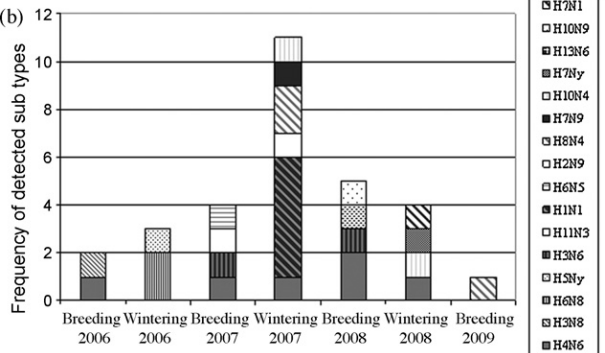 (b)
Frequency of detected sub types
12
10
8
6
4
2
0
Breeding 2006
Wintering 2006
Breeding 2007
Wintering 2007
Breeding 2008
Wintering 2008
Breeding 2009
H7N1
H10N9
H13N6
H7Ny
H10N4
H7N9
H8N4
H2N9
H6N5
H1N1
H11N3
H3N6
H5Ny
H6N8
H3N8
H4N6